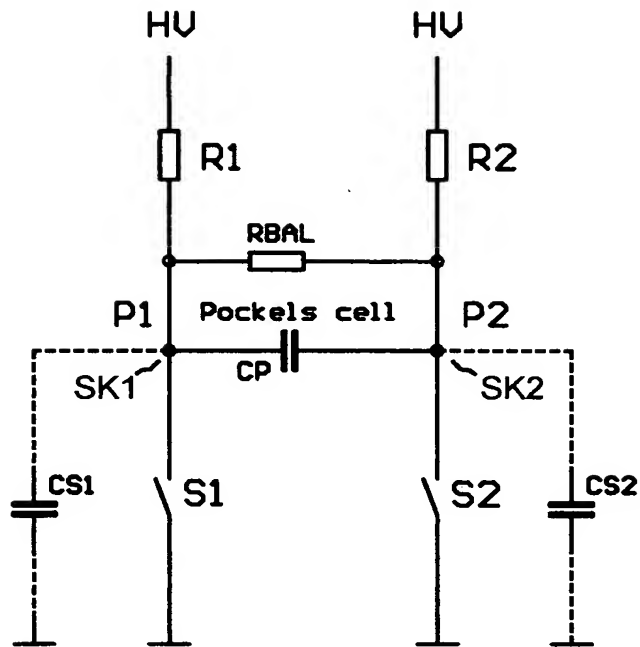 HV HV
R1 R2
RBAL
P1 Pockels cell P2
CP
SK1 SK2
CS1 S1 S2 CS2